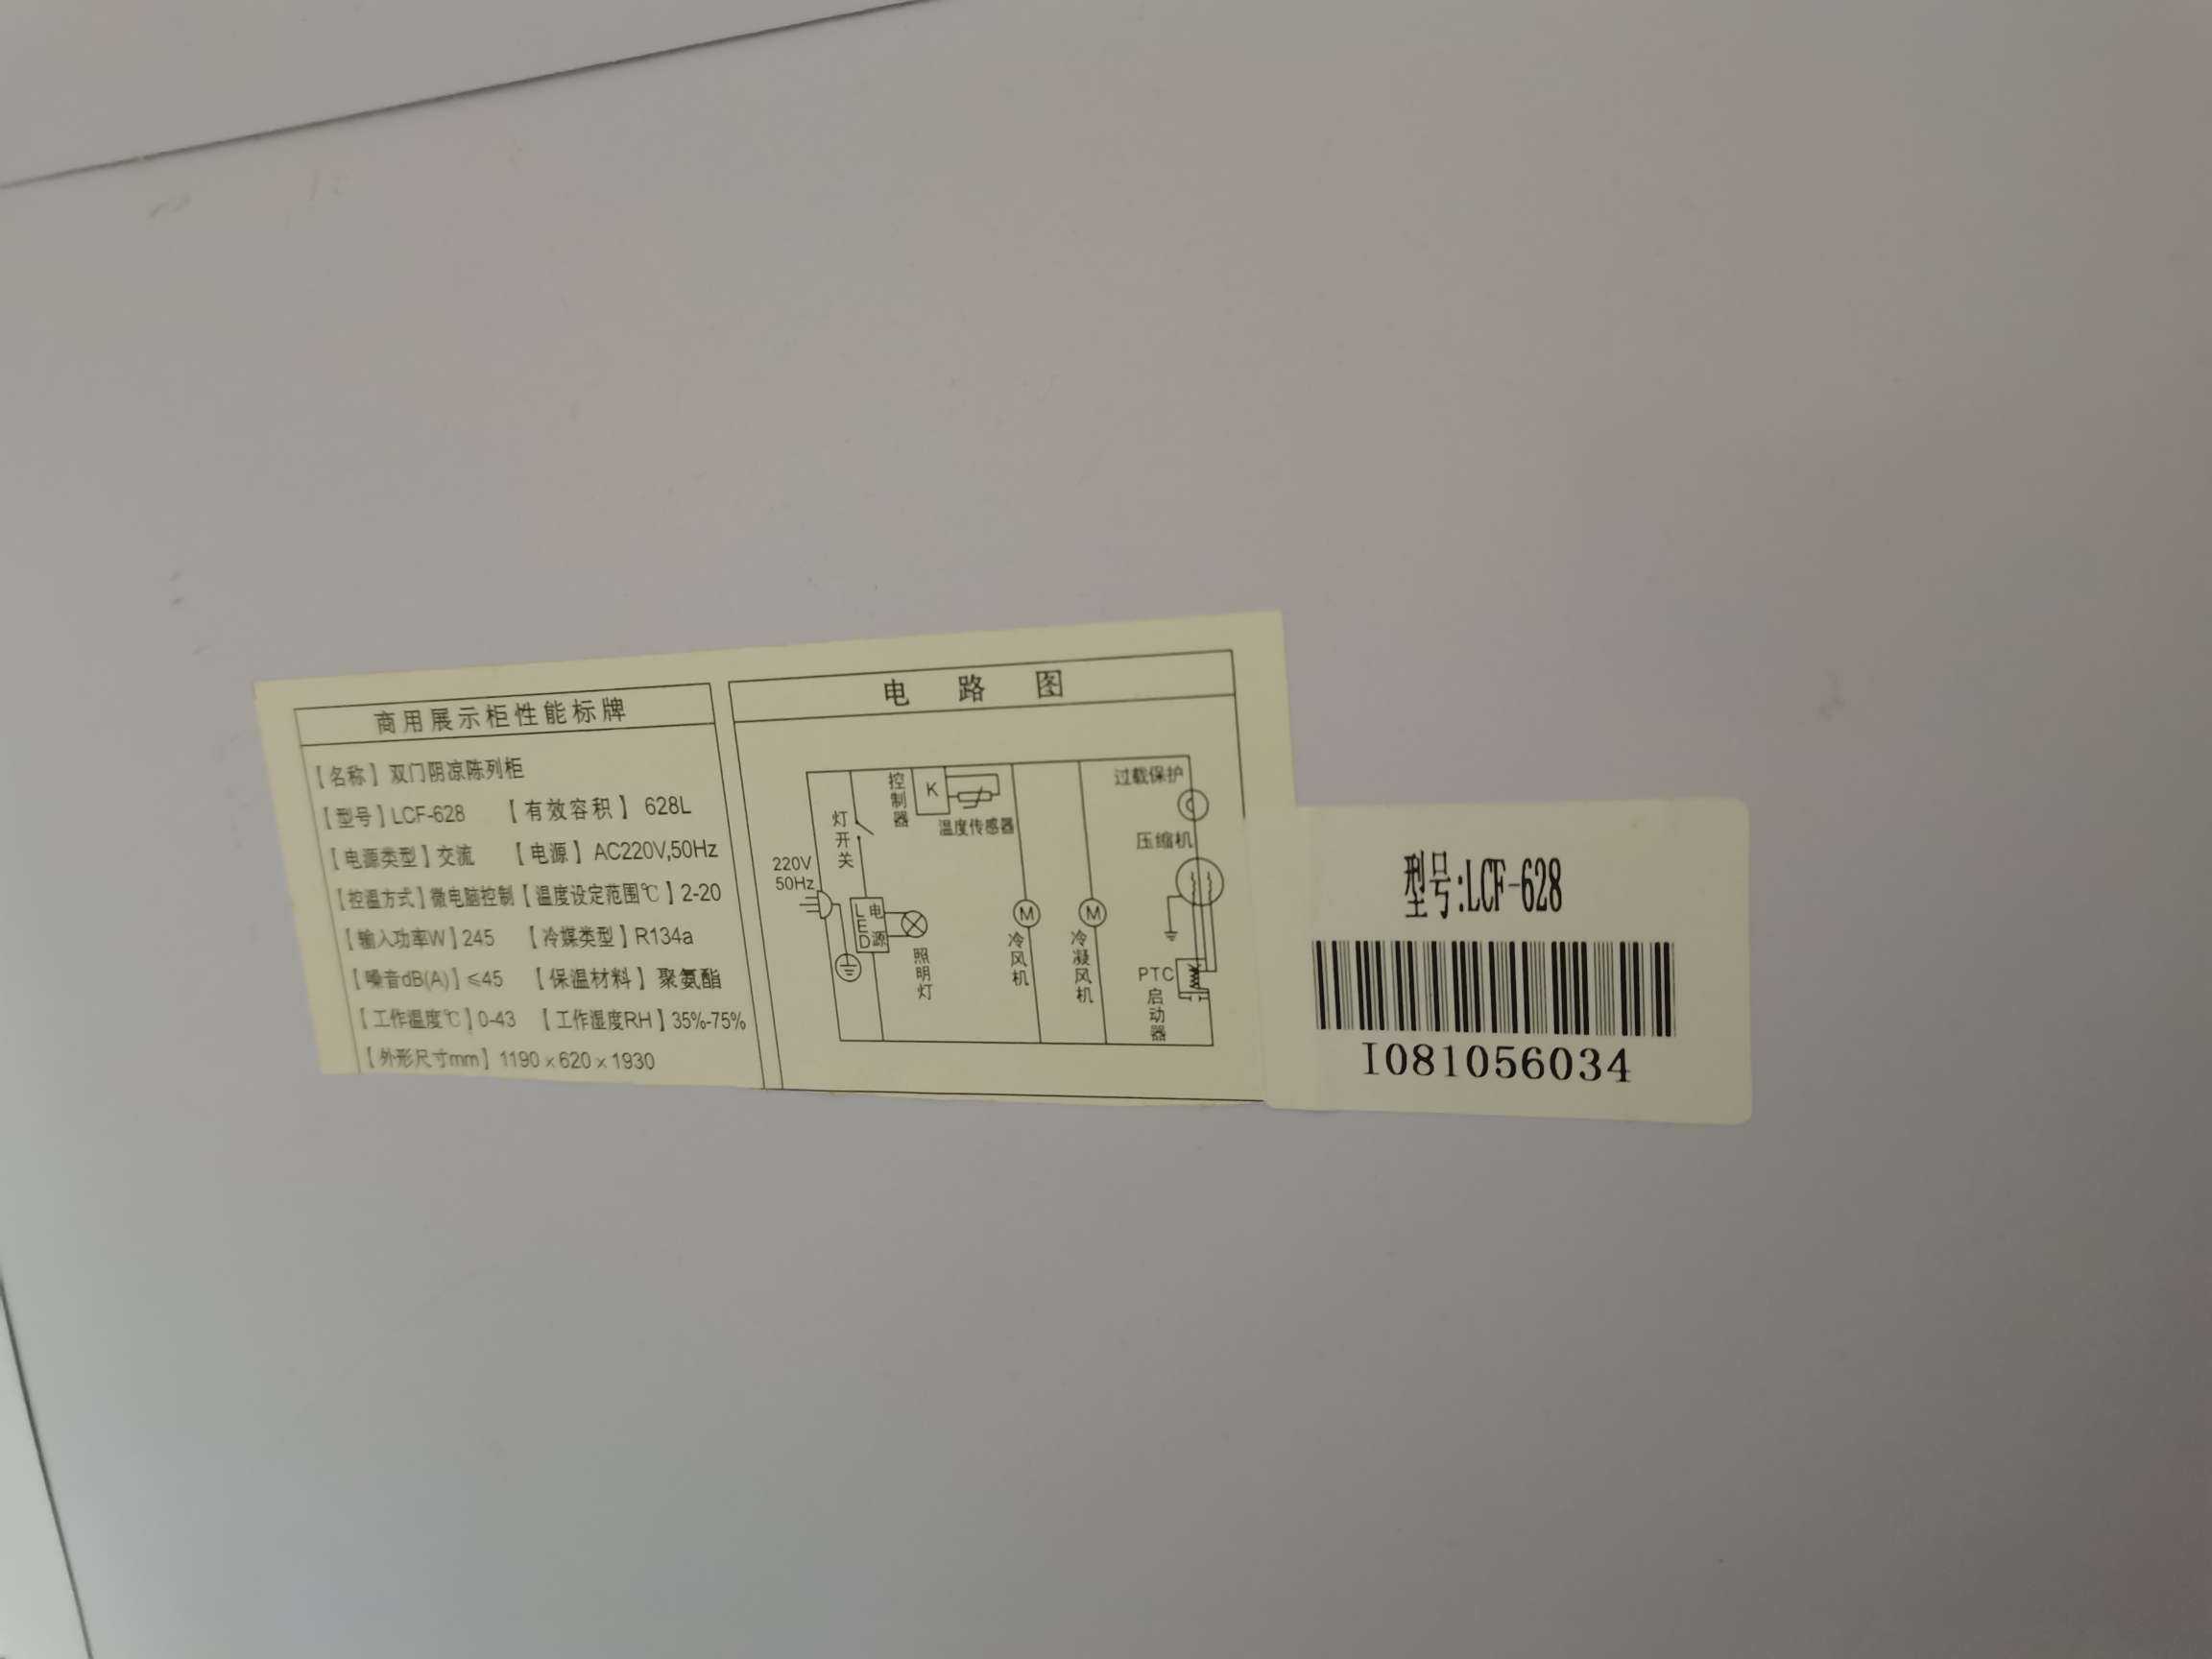 商用展示柜性能标牌
【名称】双门阴凉陈列柜
【型号】LCF-628 【有效容积】628L
【电源类型】交流 【电源】AC220V,50Hz
【控温方式】微电脑控制【温度设定范围℃】2-20
【输入功率W】245 【冷媒类型】R134a
【噪音dB(A)】≤45 【保温材料】聚氨酯
【工作温度℃】0-43 【工作湿度RH】35%-75%
【外形尺寸mm】1190×620×1930
电路图
220V
50Hz
灯开关
LED电源
照明灯
控制器
K
温度传感器
M
冷风机
M
冷凝风机
过载保护
压缩机
PTC
启动器
型号:LCF-628
I081056034